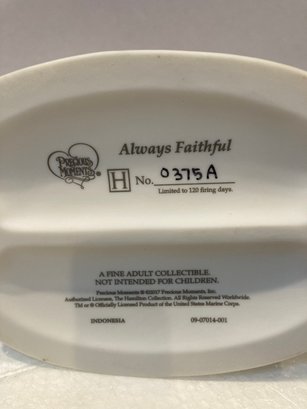 Always Faithful
PRECIOUS
MOMENTS®
H No. 0375A
Limited to 120 firing days.
A FINE ADULT COLLECTIBLE.
NOT INTENDED FOR CHILDREN.
Precious Moments ® ©2017 Precious Moments, Inc.
Authorized Licensee, The Hamilton Collection. All Rights Reserved Worldwide.
TM or ® Officially Licensed Product of the United States Marine Corps.
INDONESIA 09-07014-001